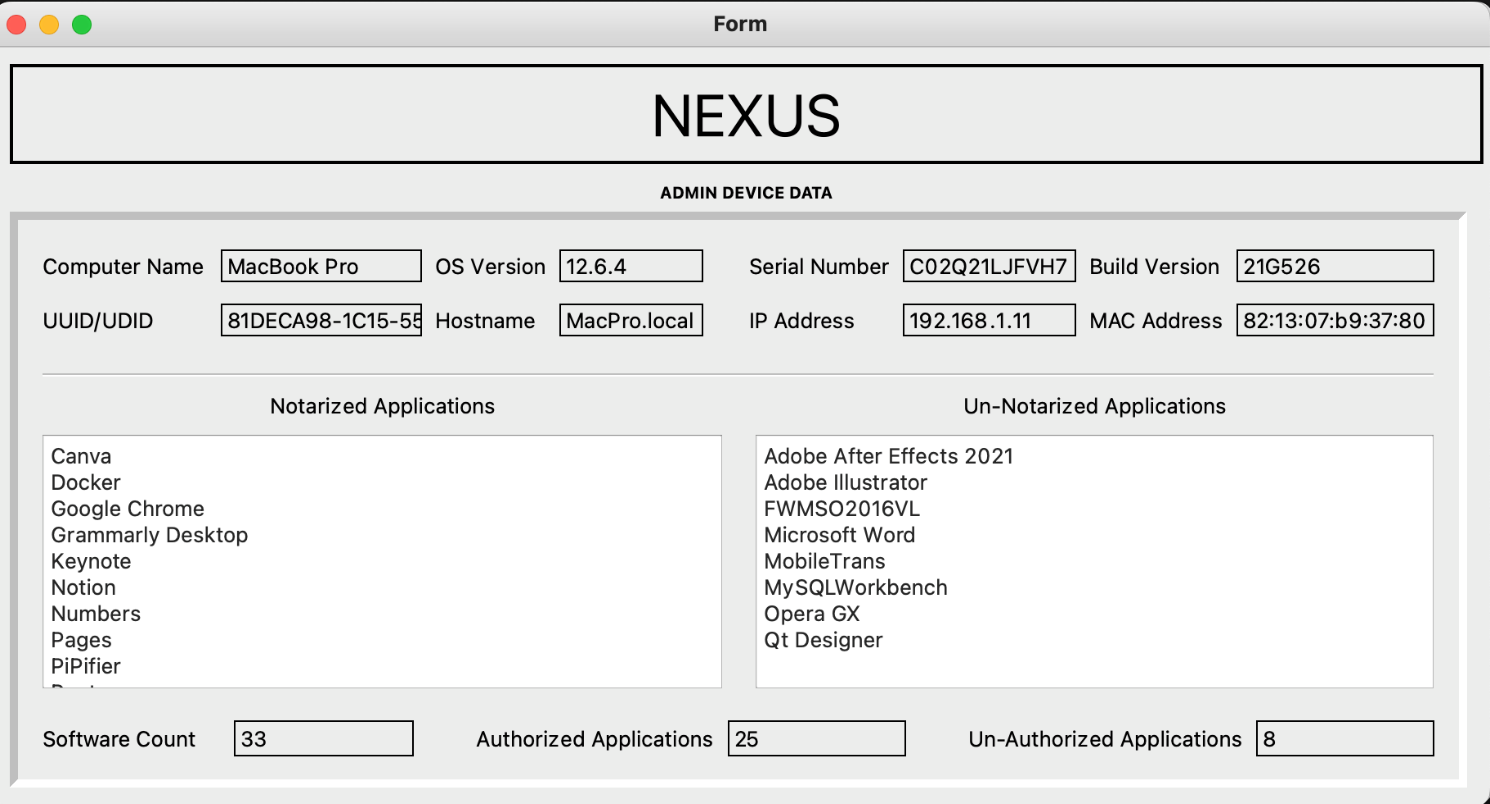 Form
NEXUS
ADMIN DEVICE DATA
Computer Name MacBook Pro OS Version 12.6.4 Serial Number C02Q21LJFVH7 Build Version 21G526
UUID/UDID 81DECA98-1C15-55 Hostname MacPro.local IP Address 192.168.1.11 MAC Address 82:13:07:b9:37:80
Notarized Applications
Canva
Docker
Google Chrome
Grammarly Desktop
Keynote
Notion
Numbers
Pages
PiPifier
Un-Notarized Applications
Adobe After Effects 2021
Adobe Illustrator
FWMSO2016VL
Microsoft Word
MobileTrans
MySQLWorkbench
Opera GX
Qt Designer
Software Count 33 Authorized Applications 25 Un-Authorized Applications 8